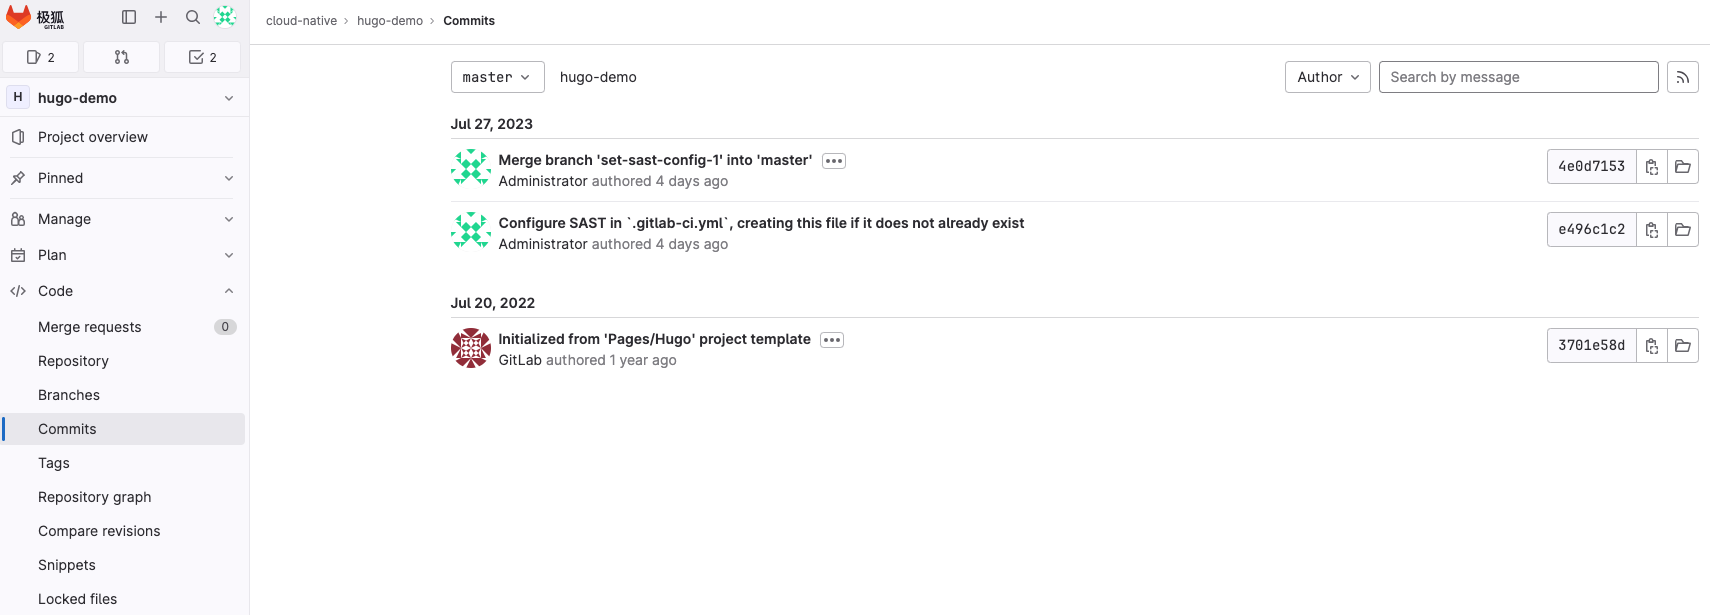 极狐
GITLAB
2
2
H hugo-demo
Project overview
Pinned
Manage
Plan
Code
Merge requests 0
Repository
Branches
Commits
Tags
Repository graph
Compare revisions
Snippets
Locked files
cloud-native › hugo-demo › Commits
master hugo-demo Author Search by message
Jul 27, 2023
Merge branch 'set-sast-config-1' into 'master'
Administrator authored 4 days ago
4e0d7153
Configure SAST in `.gitlab-ci.yml`, creating this file if it does not already exist
Administrator authored 4 days ago
e496c1c2
Jul 20, 2022
Initialized from 'Pages/Hugo' project template
GitLab authored 1 year ago
3701e58d